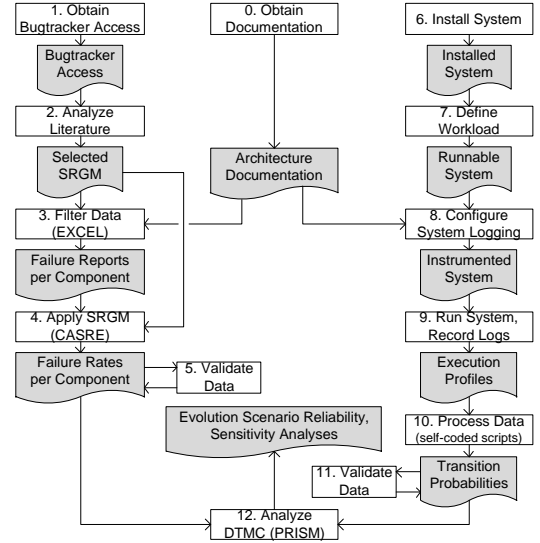 1. Obtain
Bugtracker Access
0. Obtain
Documentation
6. Install System
Bugtracker
Access
Installed
System
2. Analyze
Literature
7. Define
Workload
Selected
SRGM
Architecture
Documentation
Runnable
System
3. Filter Data
(EXCEL)
8. Configure
System Logging
Failure Reports
per Component
Instrumented
System
4. Apply SRGM
(CASRE)
9. Run System,
Record Logs
Failure Rates
per Component
5. Validate
Data
Execution
Profiles
Evolution Scenario Reliability,
Sensitivity Analyses
10. Process Data
(self-coded scripts)
11. Validate
Data
Transition
Probabilities
12. Analyze
DTMC (PRISM)